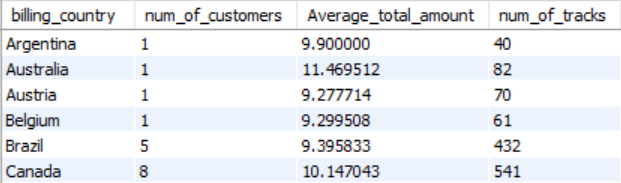 billing_country num_of_customers Average_total_amount num_of_tracks
Argentina 1 9.900000 40
Australia 1 11.469512 82
Austria 1 9.277714 70
Belgium 1 9.299508 61
Brazil 5 9.395833 432
Canada 8 10.147043 541